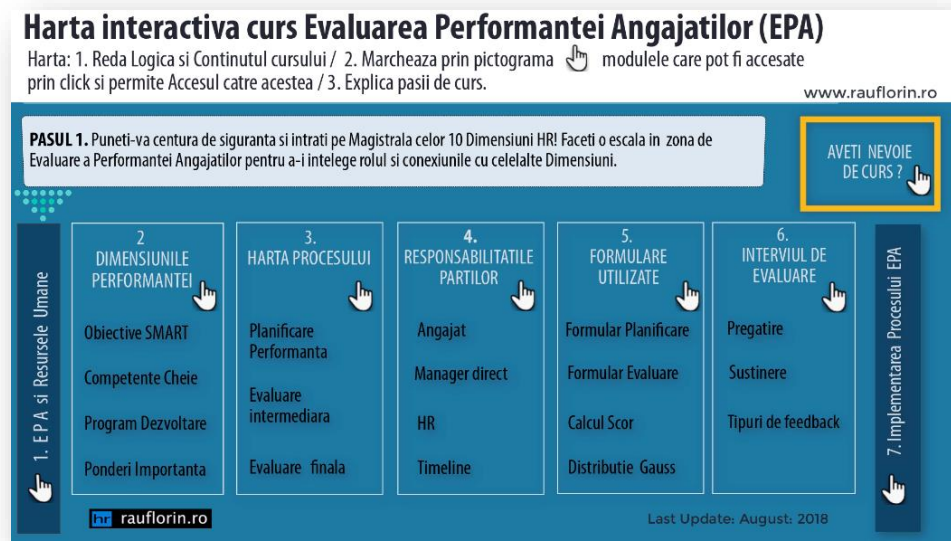 Harta interactiva curs Evaluarea Performantei Angajatilor (EPA)
Harta: 1. Reda Logica si Continutul cursului / 2. Marcheaza prin pictograma modulele care pot fi accesate
prin click si permite Accesul catre acestea / 3. Explica pasii de curs.
www.rauflorin.ro
PASUL 1. Puneti-va centura de siguranta si intrati pe Magistrala celor 10 Dimensiuni HR! Faceti o escala in zona de
Evaluare a Performantei Angajatilor pentru a-i intelege rolul si conexiunile cu celelalte Dimensiuni.
AVETI NEVOIE
DE CURS ?
1. E P A si Resursele Umane
2
DIMENSIUNILE
PERFORMANTEI
Obiective SMART
Competente Cheie
Program Dezvoltare
Ponderi Importanta
3.
HARTA PROCESULUI
Planificare
Performanta
Evaluare
intermediara
Evaluare finala
4.
RESPONSABILITATILE
PARTILOR
Angajat
Manager direct
HR
Timeline
5.
FORMULARE
UTILIZATE
Formular Planificare
Formular Evaluare
Calcul Scor
Distributie Gauss
6.
INTERVIUL DE
EVALUARE
Pregatire
Sustinere
Tipuri de feedback
7. Implementarea Procesului EPA
hr rauflorin.ro
Last Update: August: 2018